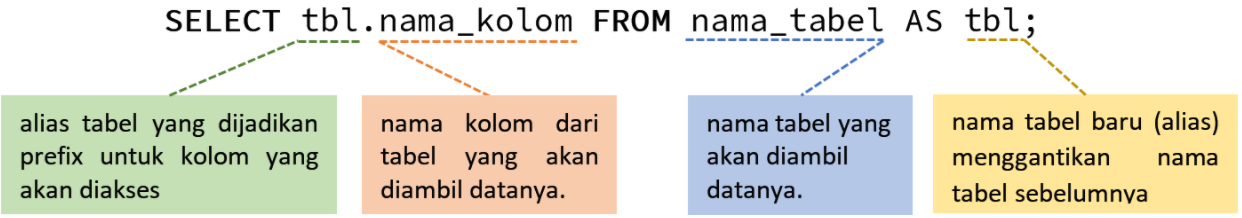 SELECT tbl.nama_kolom FROM nama_tabel AS tbl;
alias tabel yang dijadikan
prefix untuk kolom yang
akan diakses
nama kolom dari
tabel yang akan
diambil datanya.
nama tabel yang
akan diambil
datanya.
nama tabel baru (alias)
menggantikan nama
tabel sebelumnya